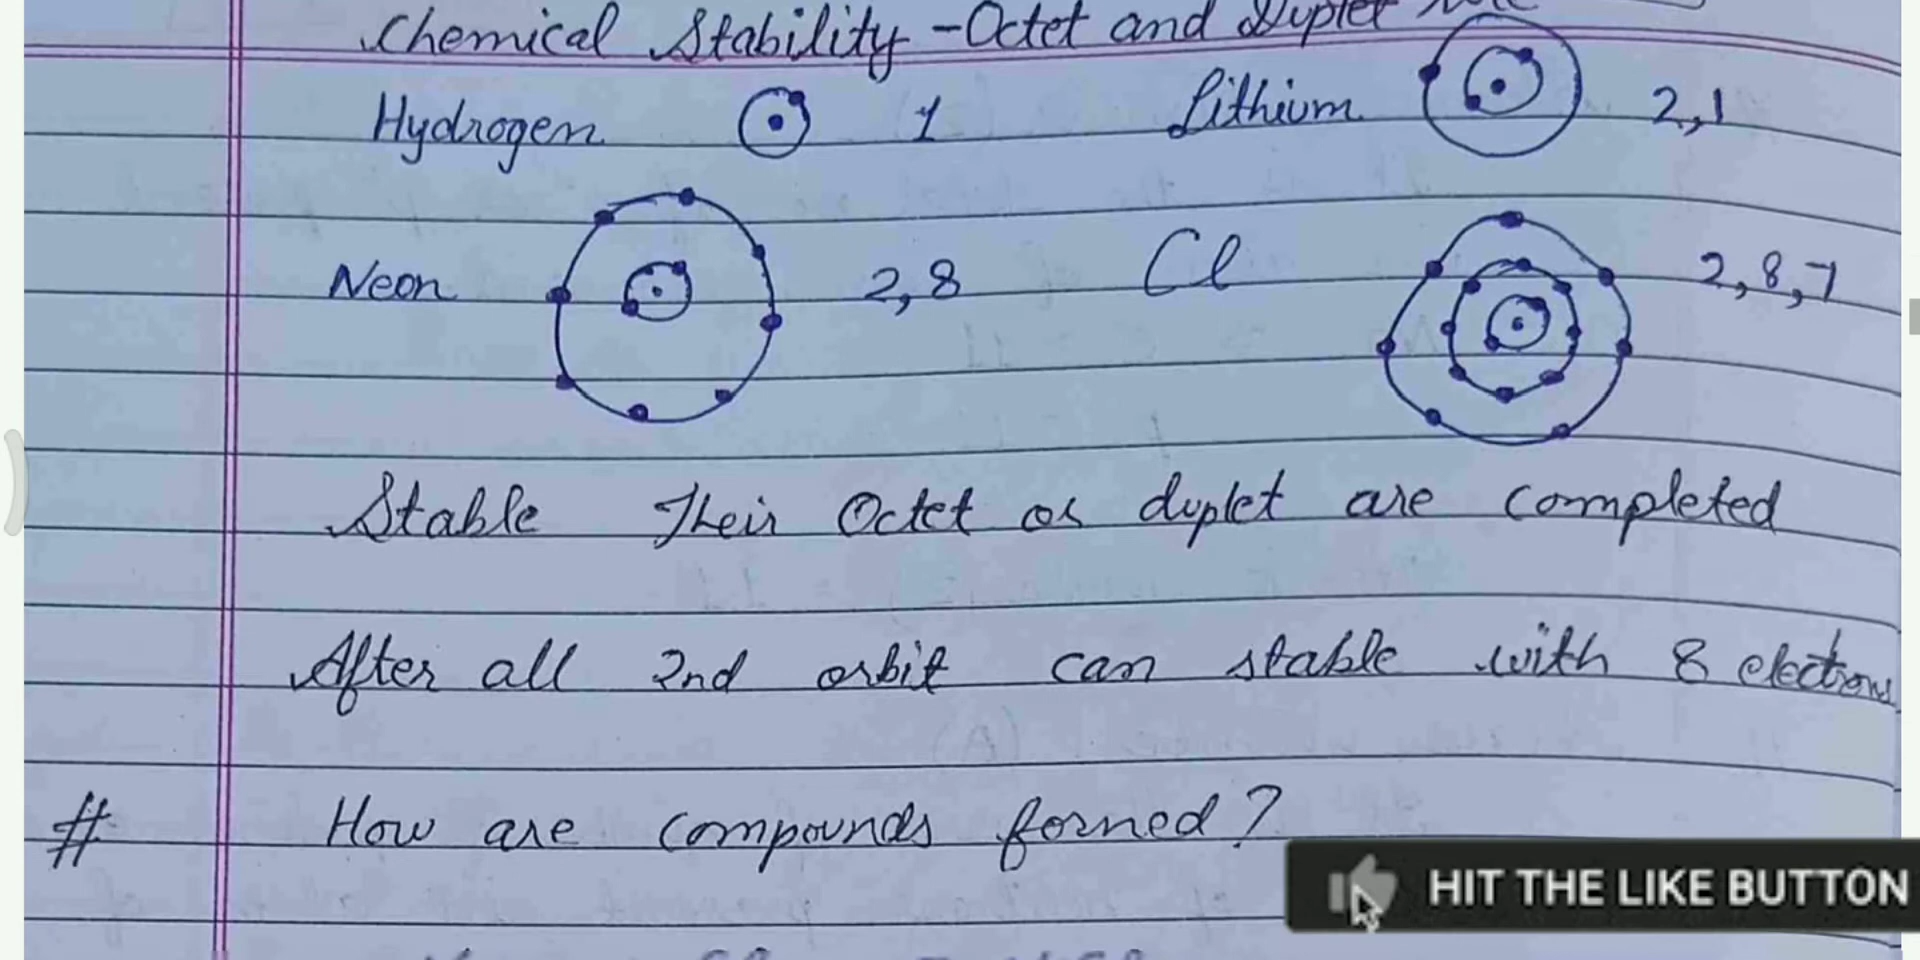 Chemical Stability - Octet and Duplet
Hydrogen 1 Lithium 2,1
Neon 2,8 Cl 2,8,7
Stable Their Octet or duplet are completed
After all 2nd orbit can stable with 8 electrons
# How are compounds formed?
HIT THE LIKE BUTTON